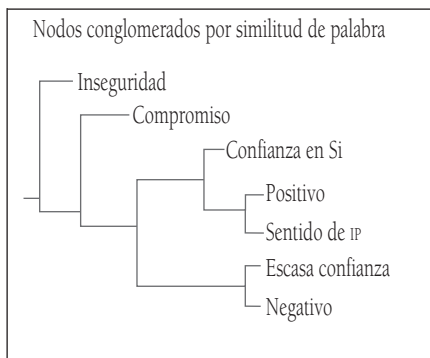 Nodos conglomerados por similitud de palabra
Inseguridad
Compromiso
Confianza en Si
Positivo
Sentido de IP
Escasa confianza
Negativo